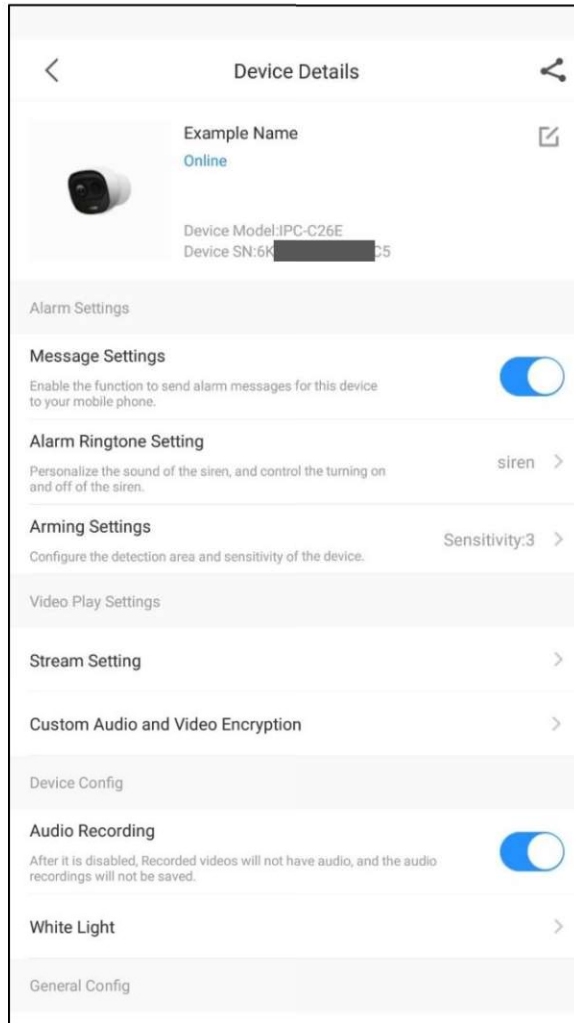 Device Details
Example Name
Online
Device Model:IPC-C26E
Device SN:6K C5
Alarm Settings
Message Settings
Enable the function to send alarm messages for this device
to your mobile phone.
Alarm Ringtone Setting
siren
Personalize the sound of the siren, and control the turning on
and off of the siren.
Arming Settings
Sensitivity:3
Configure the detection area and sensitivity of the device.
Video Play Settings
Stream Setting
Custom Audio and Video Encryption
Device Config
Audio Recording
After it is disabled, Recorded videos will not have audio, and the audio
recordings will not be saved.
White Light
General Config